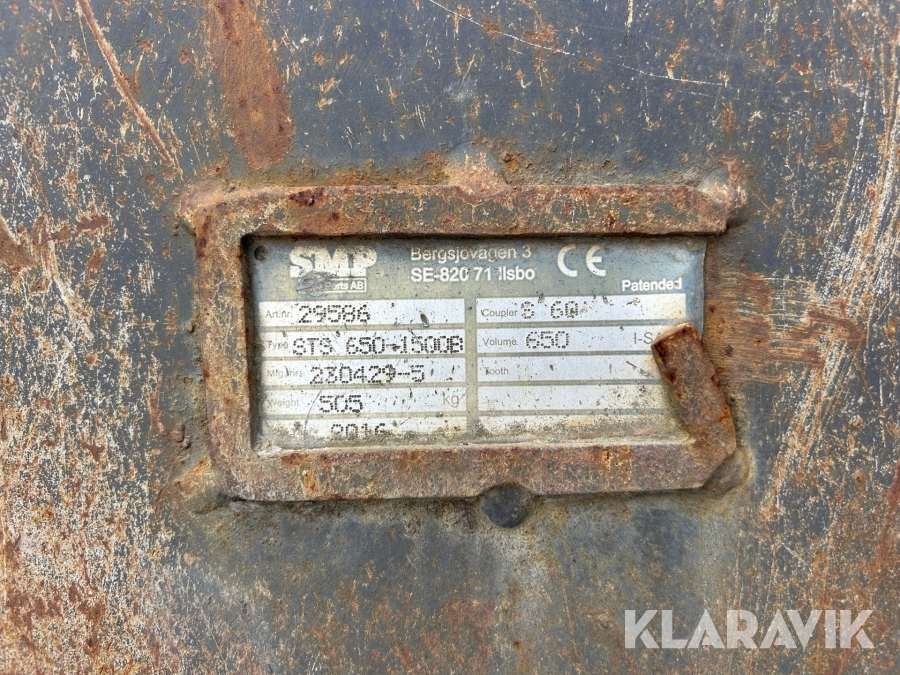 SMP
Parts AB
Bergsjövägen 3
SE-820 71 Ilsbo
CE
Patended
Art.nr. 29586
Coupler S 60
Type STS 650-1500B
Volume. 650 l-S
Mfg.Nr. 230429-5
Tooth
Weight 505 Kg
2016
KLARAVIK